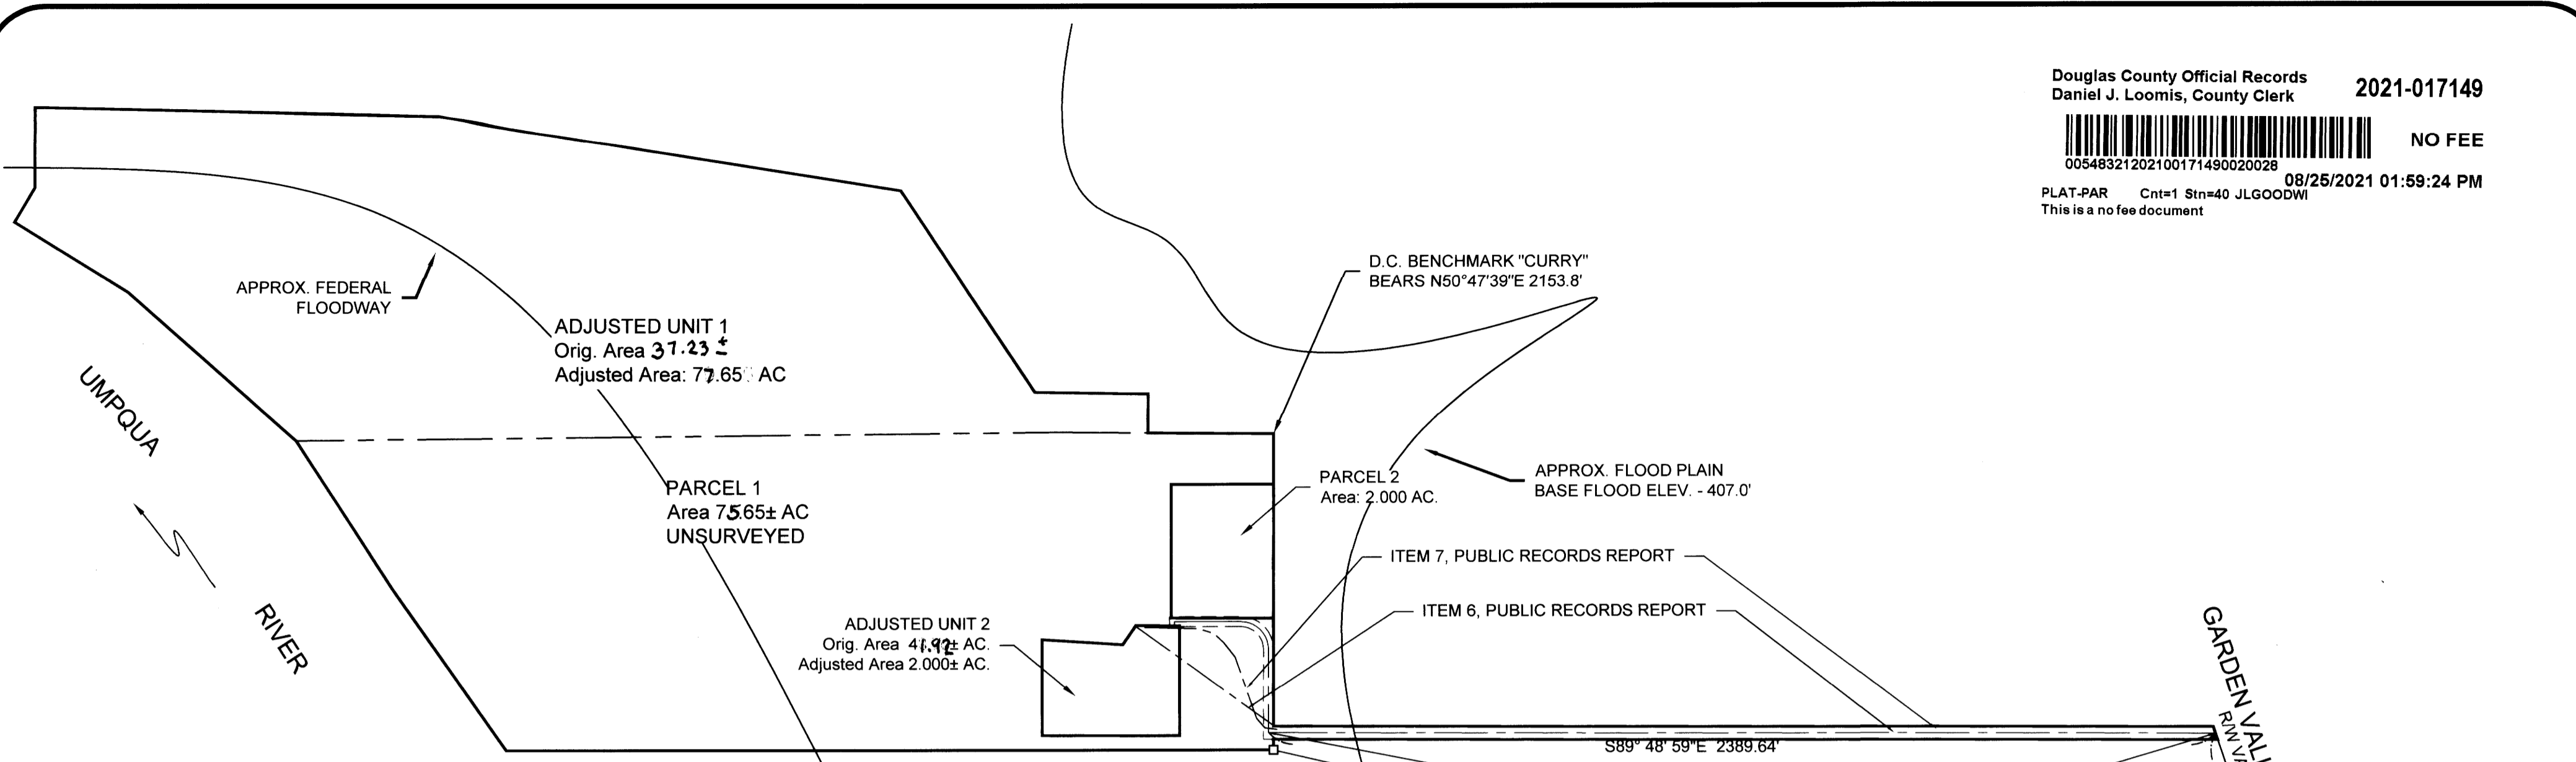 Douglas County Official Records
Daniel J. Loomis, County Clerk
2021-017149
NO FEE
00548321202100171490020028
08/25/2021 01:59:24 PM
PLAT-PAR Cnt=1 Stn=40 JLGOODWI
This is a no fee document
D.C. BENCHMARK "CURRY"
BEARS N50°47'39"E 2153.8'
APPROX. FEDERAL
FLOODWAY
ADJUSTED UNIT 1
Orig. Area 37.23 ±
Adjusted Area: 77.65 AC
UMPQUA
RIVER
PARCEL 1
Area 75.65± AC
UNSURVEYED
PARCEL 2
Area: 2.000 AC.
APPROX. FLOOD PLAIN
BASE FLOOD ELEV. - 407.0'
ITEM 7, PUBLIC RECORDS REPORT
ITEM 6, PUBLIC RECORDS REPORT
ADJUSTED UNIT 2
Orig. Area 41.92± AC.
Adjusted Area 2.000± AC.
S89° 48' 59"E 2389.64'
GARDEN
R/W